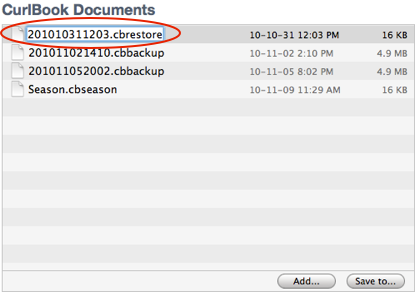 CurlBook Documents
201010311203.cbrestore 10-10-31 12:03 PM 16 KB
201011021410.cbbackup 10-11-02 2:10 PM 4.9 MB
201011052002.cbbackup 10-11-05 8:02 PM 4.9 MB
Season.cbseason 10-11-09 11:29 AM 16 KB
Add... Save to...